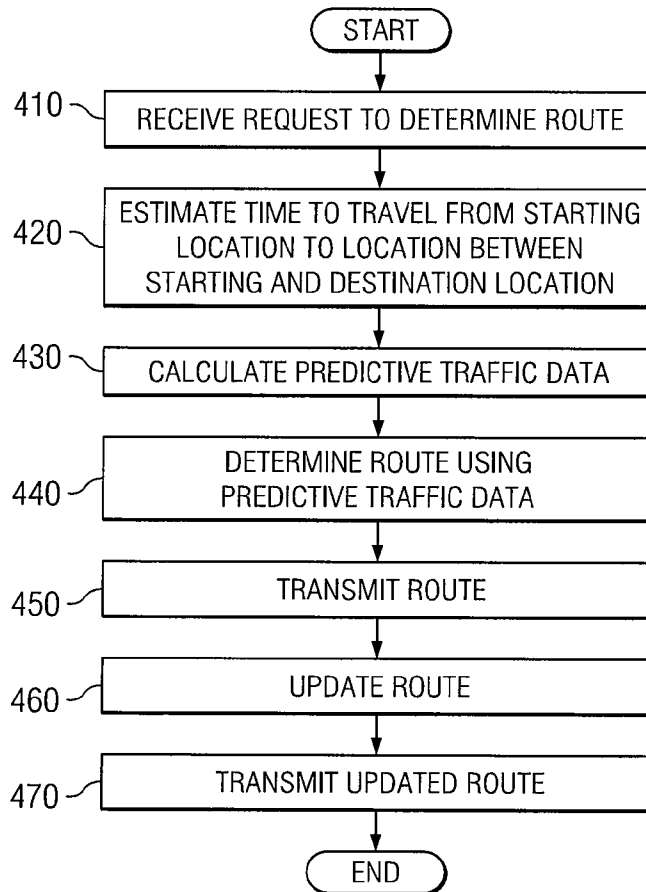 START
410
RECEIVE REQUEST TO DETERMINE ROUTE
420
ESTIMATE TIME TO TRAVEL FROM STARTING
LOCATION TO LOCATION BETWEEN
STARTING AND DESTINATION LOCATION
430
CALCULATE PREDICTIVE TRAFFIC DATA
440
DETERMINE ROUTE USING
PREDICTIVE TRAFFIC DATA
450
TRANSMIT ROUTE
460
UPDATE ROUTE
470
TRANSMIT UPDATED ROUTE
END